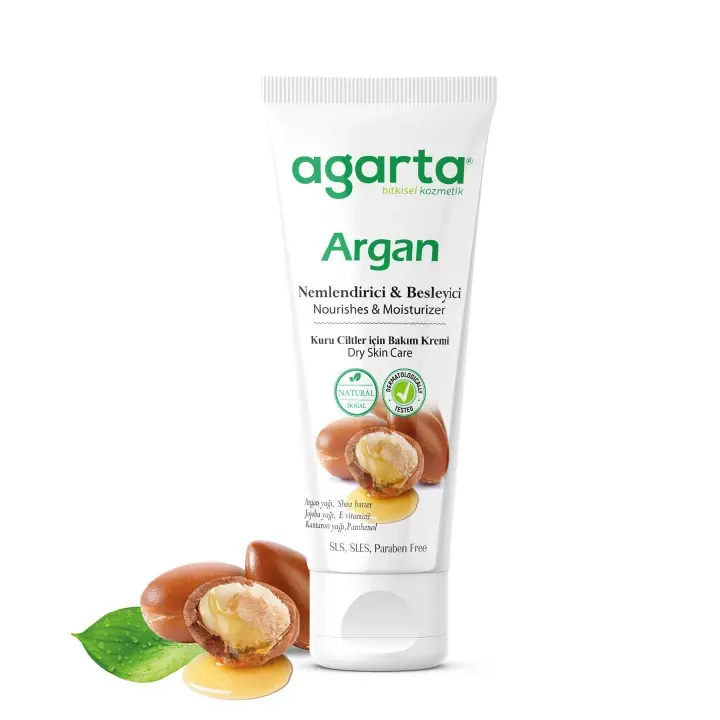 agarta®
bitkisel kozmetik
Argan
Nemlendirici & Besleyici
Nourishes & Moisturizer
Kuru Ciltler için Bakım Kremi
Dry Skin Care
NATURAL
DOĞAL
DERMATOLOGICALLY
TESTED
Argan yağı, Shea butter
Jojoba yağı, E vitamini
Kantaron yağı, Panthenol
SLS, SLES, Paraben Free